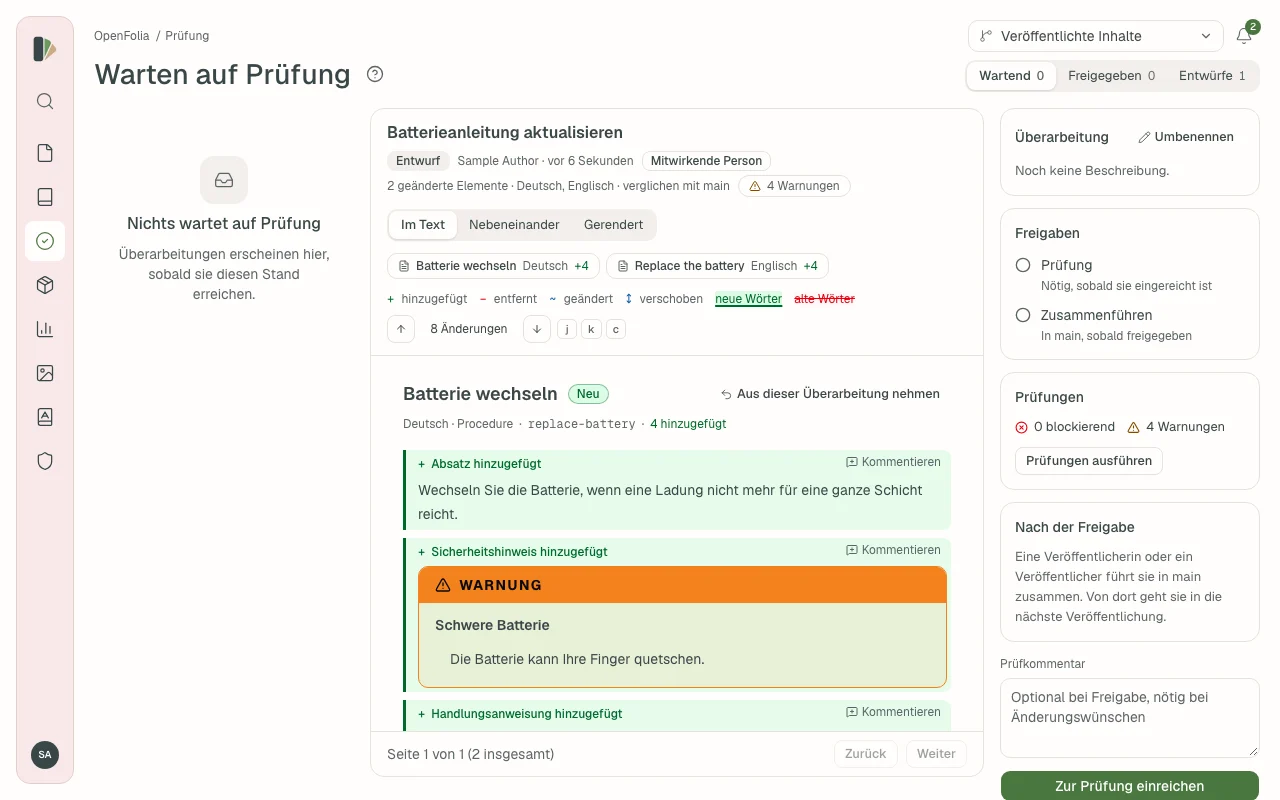 OpenFolia / Prüfung
Veröffentlichte Inhalte
2
Warten auf Prüfung
Wartend 0
Freigegeben 0
Entwürfe 1
Nichts wartet auf Prüfung
Überarbeitungen erscheinen hier,
sobald sie diesen Stand
erreichen.
SA
Batterieanleitung aktualisieren
Entwurf Sample Author · vor 6 Sekunden Mitwirkende Person
2 geänderte Elemente · Deutsch, Englisch · verglichen mit main 4 Warnungen
Im Text Nebeneinander Gerendert
Batterie wechseln Deutsch +4 Replace the battery Englisch +4
+ hinzugefügt − entfernt ~ geändert ↕ verschoben neue Wörter alte Wörter
↑ 8 Änderungen ↓ j k c
Batterie wechseln Neu Aus dieser Überarbeitung nehmen
Deutsch · Procedure · replace-battery · 4 hinzugefügt
+ Absatz hinzugefügt Kommentieren
Wechseln Sie die Batterie, wenn eine Ladung nicht mehr für eine ganze Schicht
reicht.
+ Sicherheitshinweis hinzugefügt Kommentieren
WARNUNG
Schwere Batterie
Die Batterie kann Ihre Finger quetschen.
+ Handlungsanweisung hinzugefügt Kommentieren
Seite 1 von 1 (2 insgesamt) Zurück Weiter
Überarbeitung Umbenennen
Noch keine Beschreibung.
Freigaben
Prüfung
Nötig, sobald sie eingereicht ist
Zusammenführen
In main, sobald freigegeben
Prüfungen
0 blockierend 4 Warnungen
Prüfungen ausführen
Nach der Freigabe
Eine Veröffentlicherin oder ein
Veröffentlicher führt sie in main
zusammen. Von dort geht sie in die
nächste Veröffentlichung.
Prüfkommentar
Optional bei Freigabe, nötig bei
Änderungswünschen
Zur Prüfung einreichen